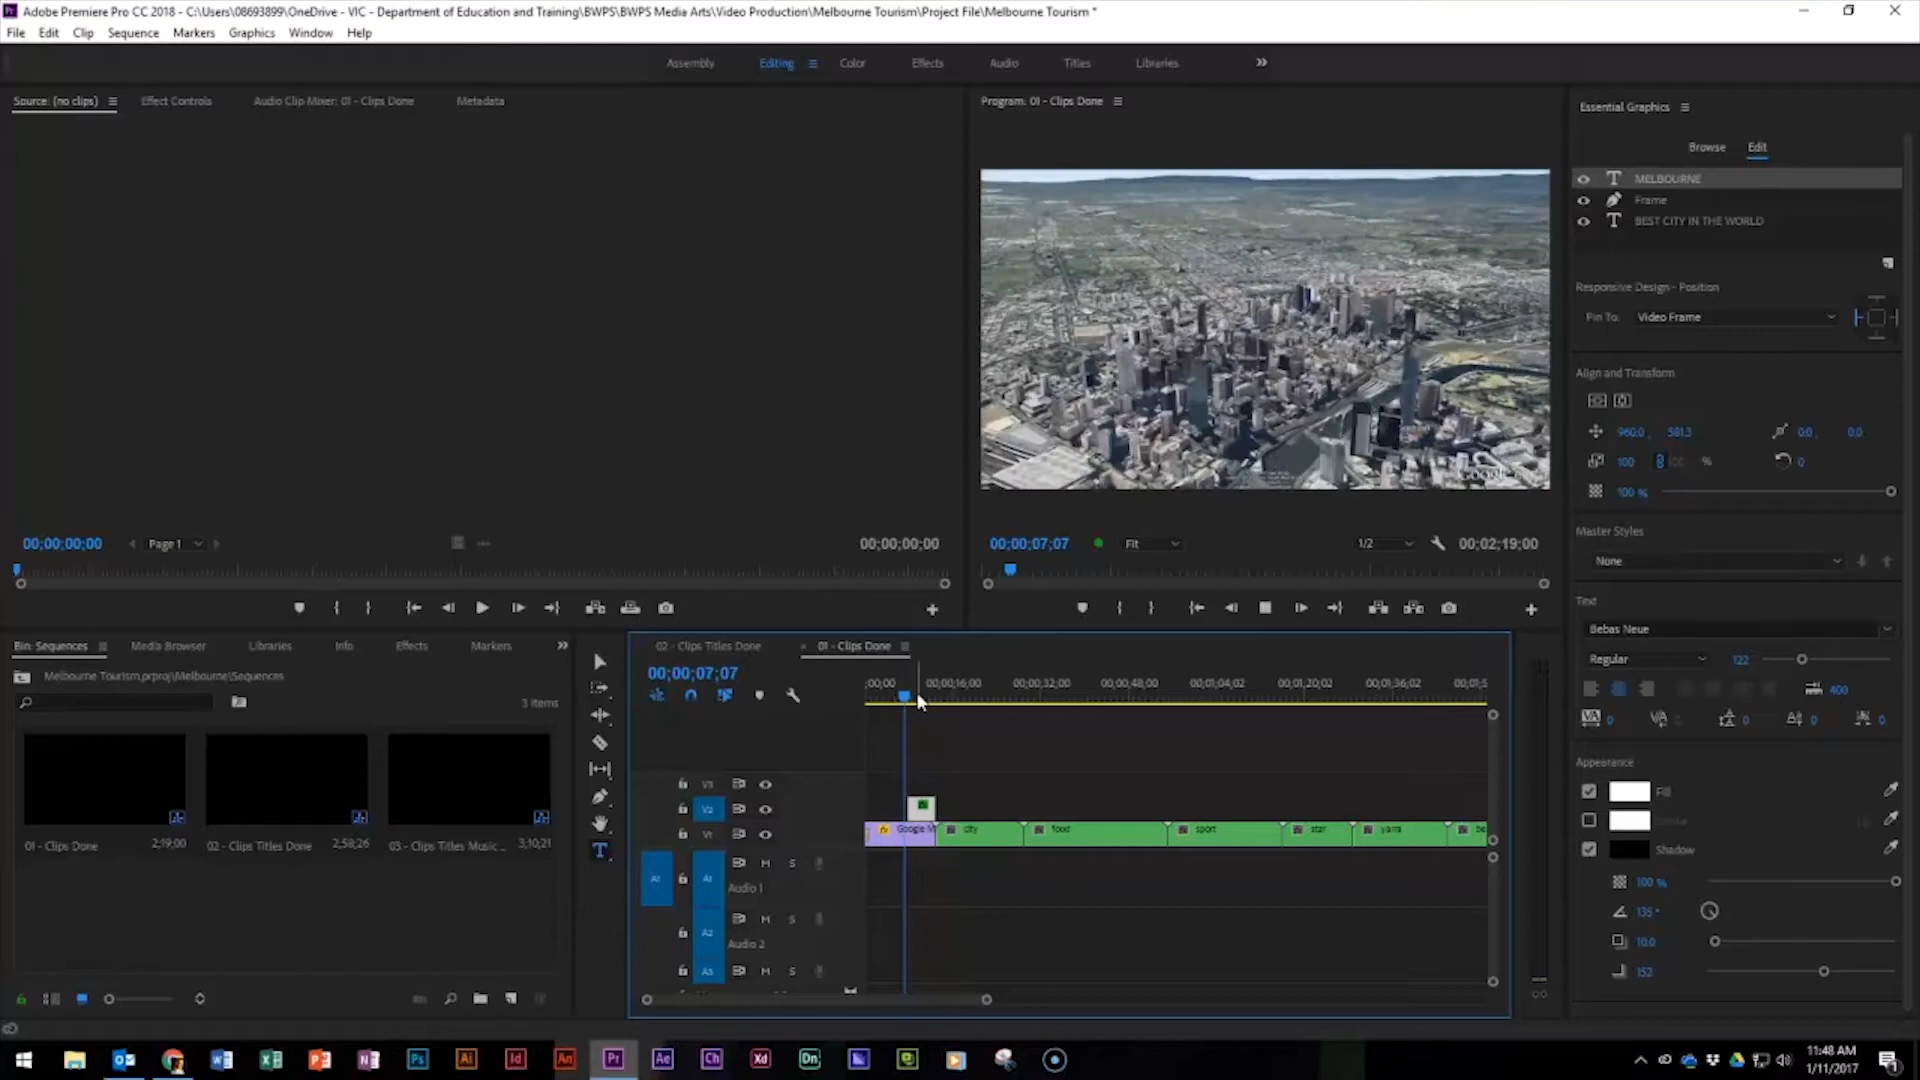 Adobe Premiere Pro CC 2018 - C:\Users\08693899\OneDrive - VIC - Department of Education and Training\BWPS\BWPS Media Arts\Video Production\Melbourne Tourism\Project File\Melbourne Tourism *
File Edit Clip Sequence Markers Graphics Window Help
Assembly Editing Color Effects Audio Titles Libraries
Source: (no clips) Effect Controls Audio Clip Mixer: 01 - Clips Done Metadata
Program: 01 - Clips Done
Essential Graphics
Browse Edit
MELBOURNE
Frame
BEST CITY IN THE WORLD
Responsive Design - Position
Pin To: Video Frame
Align and Transform
960.0 , 581.3 0.0 , 0.0
100 % 0
100 %
Master Styles
None
Text
Bebas Neue
Regular 122
400
0 0 0 0
Appearance
Fill
Shadow
100 %
135 °
10.0
152
Google
00;00;00;00 Page 1 00;00;00;00
00;00;07;07 Fit 1/2 00;02;19;00
Bin: Sequences Media Browser Libraries Info Effects Markers
Melbourne Tourism.prproj\Melbourne\Sequences
3 Items
01 - Clips Done 2;19;00
02 - Clips Titles Done 2;58;26
03 - Clips Titles Music ... 3;10;21
02 - Clips Titles Done 01 - Clips Done
00;00;07;07
;00;00 00;00;16;00 00;00;32;00 00;00;48;00 00;01;04;02 00;01;20;02 00;01;36;02 00;01;5
V3
V2
V1 Google M city food sport star yarra be
A1 A1 M S
Audio 1
A2 M S
Audio 2
A3 M S
Ps Ai Id An Pr Ae Ch Xd Dn
11:48 AM
1/11/2017